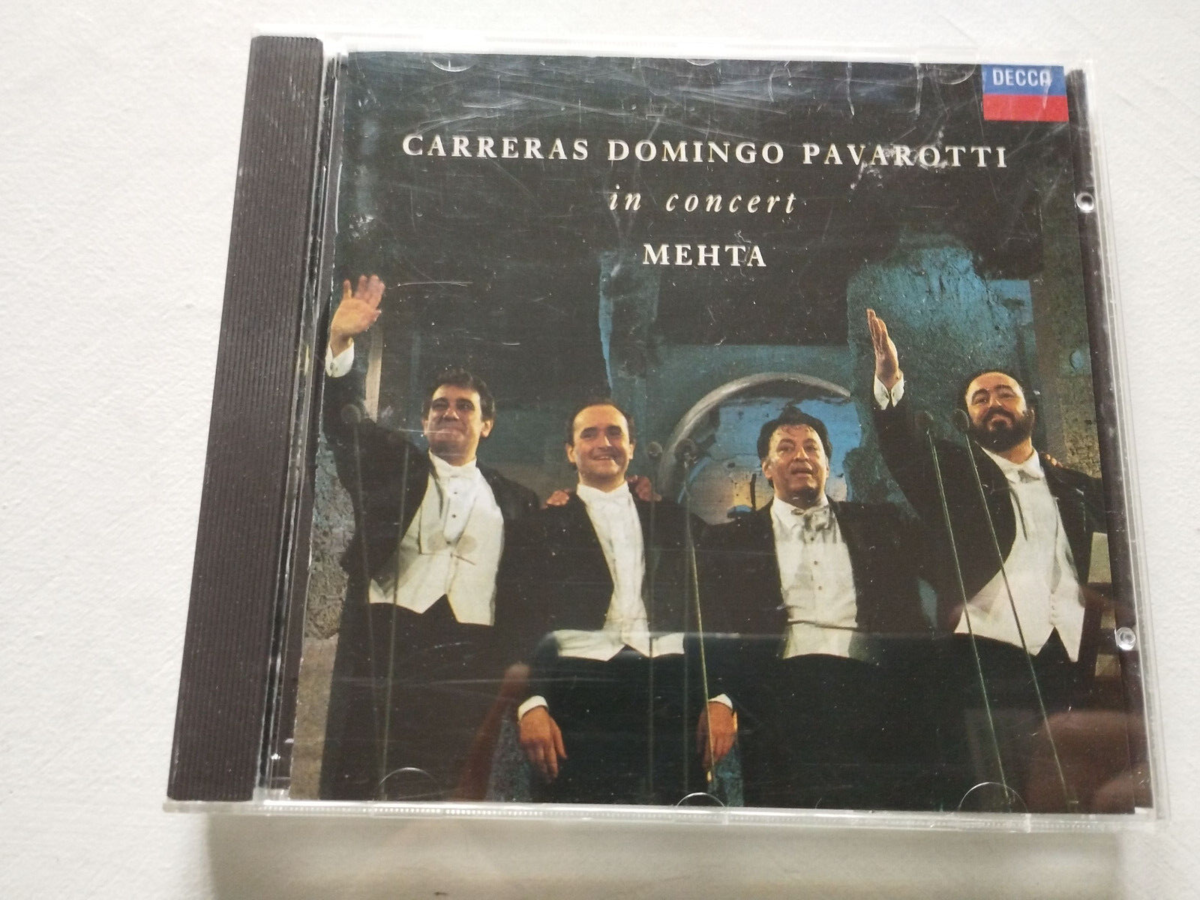 DECCA
CARRERAS DOMINGO PAVAROTTI
in concert
MEHTA